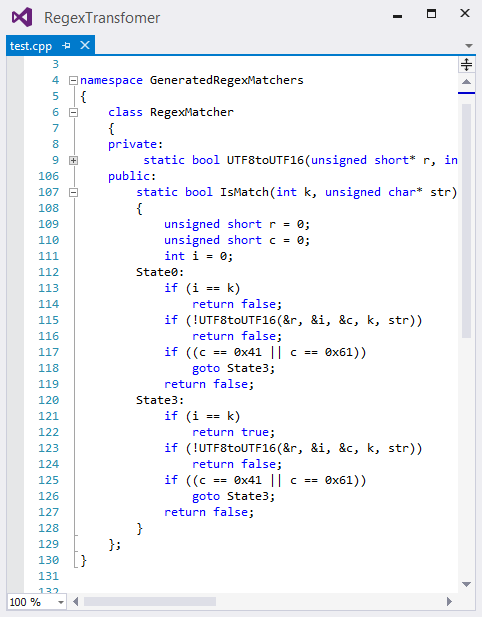 RegexTransfomer
test.cpp
3
4 namespace GeneratedRegexMatchers
5 {
6 class RegexMatcher
7 {
8 private:
9 static bool UTF8toUTF16(unsigned short* r, in
106 public:
107 static bool IsMatch(int k, unsigned char* str)
108 {
109 unsigned short r = 0;
110 unsigned short c = 0;
111 int i = 0;
112 State0:
113 if (i == k)
114 return false;
115 if (!UTF8toUTF16(&r, &i, &c, k, str))
116 return false;
117 if ((c == 0x41 || c == 0x61))
118 goto State3;
119 return false;
120 State3:
121 if (i == k)
122 return true;
123 if (!UTF8toUTF16(&r, &i, &c, k, str))
124 return false;
125 if ((c == 0x41 || c == 0x61))
126 goto State3;
127 return false;
128 }
129 };
130 }
131
132
100 %